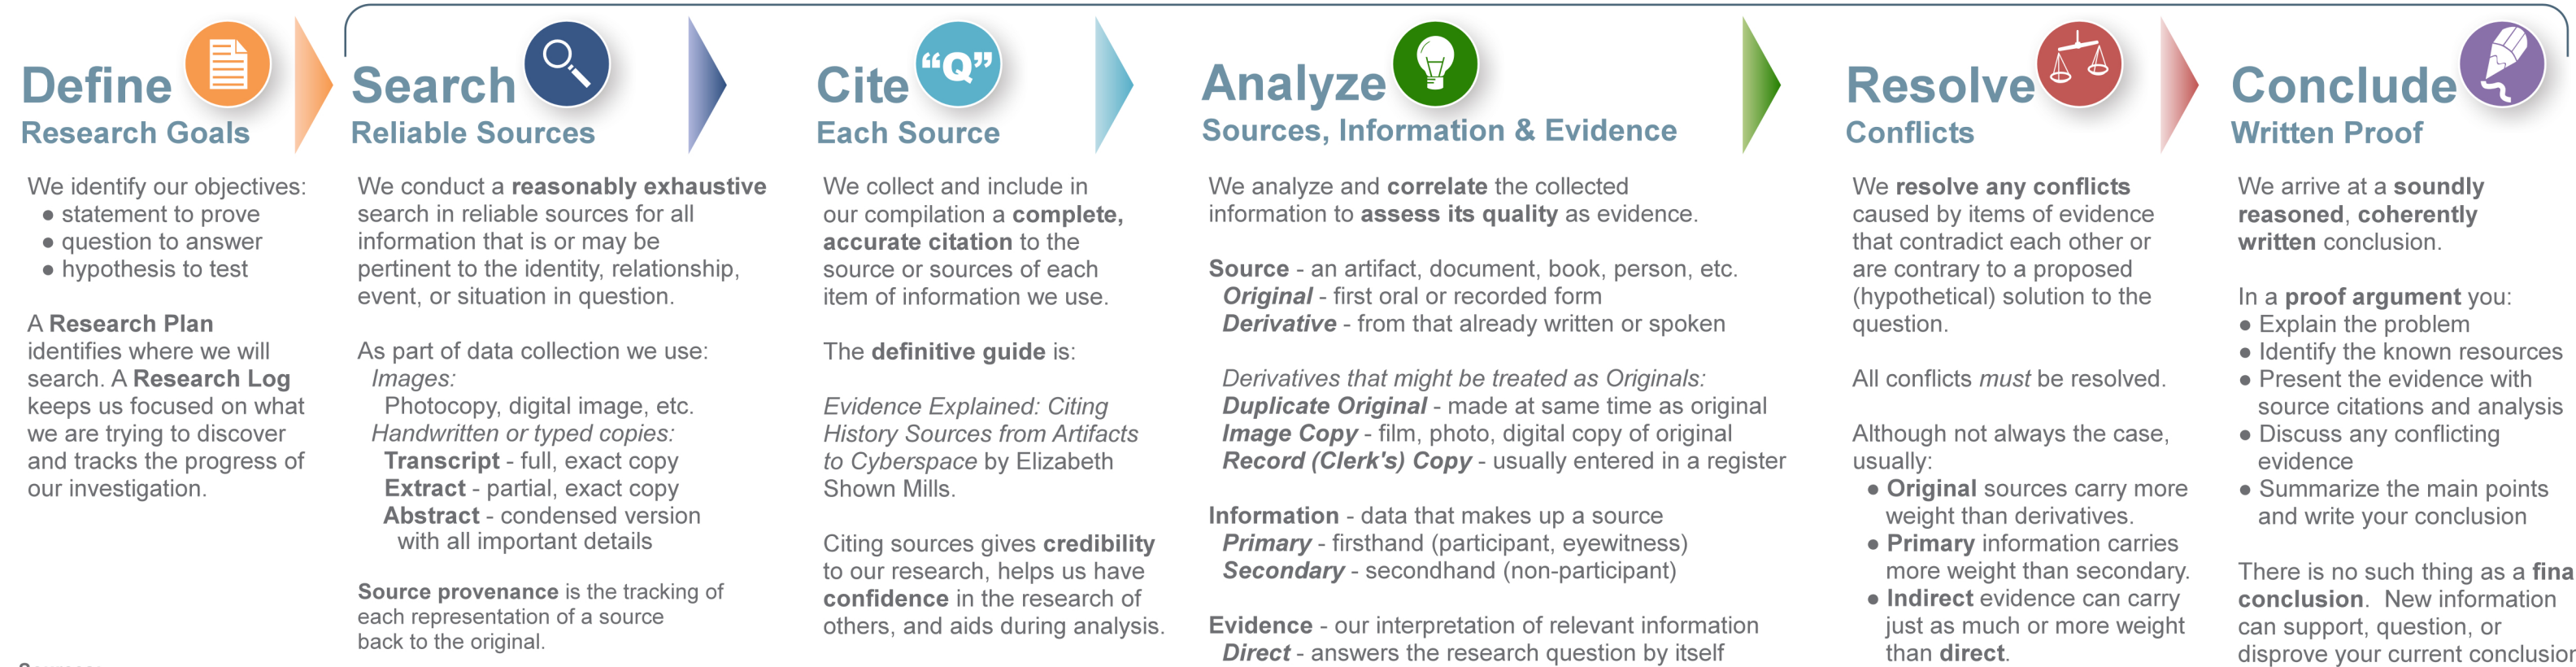 Define
Research Goals
We identify our objectives:
● statement to prove
● question to answer
● hypothesis to test
A Research Plan
identifies where we will
search. A Research Log
keeps us focused on what
we are trying to discover
and tracks the progress of
our investigation.
Search
Reliable Sources
We conduct a reasonably exhaustive
search in reliable sources for all
information that is or may be
pertinent to the identity, relationship,
event, or situation in question.
As part of data collection we use:
Images:
Photocopy, digital image, etc.
Handwritten or typed copies:
Transcript - full, exact copy
Extract - partial, exact copy
Abstract - condensed version
with all important details
Source provenance is the tracking of
each representation of a source
back to the original.
Cite
“Q”
Each Source
We collect and include in
our compilation a complete,
accurate citation to the
source or sources of each
item of information we use.
The definitive guide is:
Evidence Explained: Citing
History Sources from Artifacts
to Cyberspace by Elizabeth
Shown Mills.
Citing sources gives credibility
to our research, helps us have
confidence in the research of
others, and aids during analysis.
Analyze
Sources, Information & Evidence
We analyze and correlate the collected
information to assess its quality as evidence.
Source - an artifact, document, book, person, etc.
Original - first oral or recorded form
Derivative - from that already written or spoken
Derivatives that might be treated as Originals:
Duplicate Original - made at same time as original
Image Copy - film, photo, digital copy of original
Record (Clerk's) Copy - usually entered in a register
Information - data that makes up a source
Primary - firsthand (participant, eyewitness)
Secondary - secondhand (non-participant)
Evidence - our interpretation of relevant information
Direct - answers the research question by itself
Resolve
Conflicts
We resolve any conflicts
caused by items of evidence
that contradict each other or
are contrary to a proposed
(hypothetical) solution to the
question.
All conflicts must be resolved.
Although not always the case,
usually:
● Original sources carry more
weight than derivatives.
● Primary information carries
more weight than secondary.
● Indirect evidence can carry
just as much or more weight
than direct.
Conclude
Written Proof
We arrive at a soundly
reasoned, coherently
written conclusion.
In a proof argument you:
● Explain the problem
● Identify the known resources
● Present the evidence with
source citations and analysis
● Discuss any conflicting
evidence
● Summarize the main points
and write your conclusion
There is no such thing as a fina
conclusion. New information
can support, question, or
disprove your current conclusion